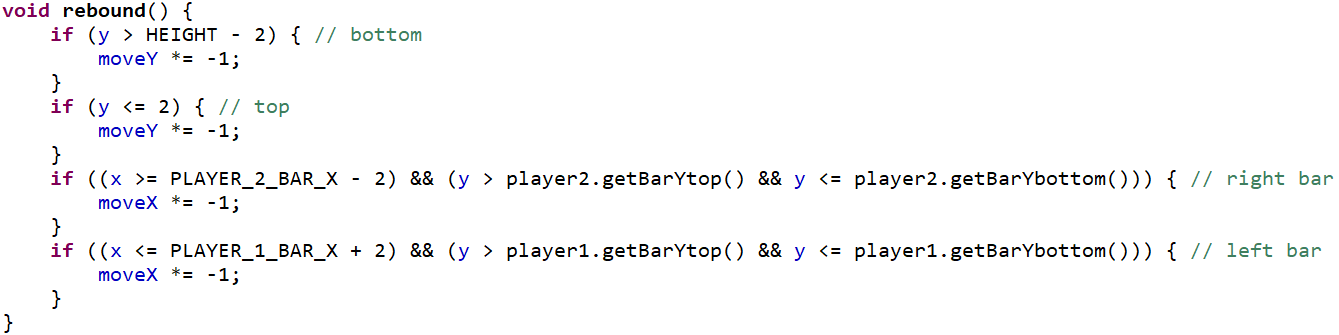 void rebound() {
    if (y > HEIGHT - 2) { // bottom
        moveY *= -1;
    }
    if (y <= 2) { // top
        moveY *= -1;
    }
    if ((x >= PLAYER_2_BAR_X - 2) && (y > player2.getBarYtop() && y <= player2.getBarYbottom())) { // right bar
        moveX *= -1;
    }
    if ((x <= PLAYER_1_BAR_X + 2) && (y > player1.getBarYtop() && y <= player1.getBarYbottom())) { // left bar
        moveX *= -1;
    }
}